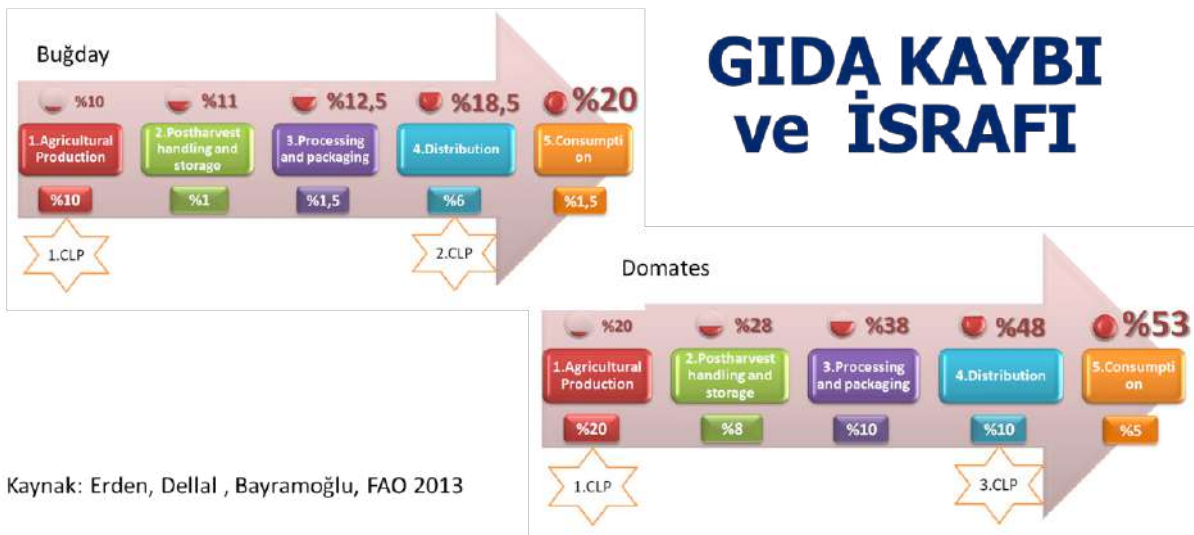 GIDA KAYBI
ve İSRAFI
Buğday
%10
%11
%12,5
%18,5
%20
1.Agricultural
Production
2.Postharvest
handling and
storage
3.Processing
and packaging
4.Distribution
5.Consumpti
on
%10
%1
%1,5
%6
%1,5
1.CLP
2.CLP
Domates
%20
%28
%38
%48
%53
1.Agricultural
Production
2.Postharvest
handling and
storage
3.Processing
and packaging
4.Distribution
5.Consumpti
on
%20
%8
%10
%10
%5
1.CLP
3.CLP
Kaynak: Erden, Dellal , Bayramoğlu, FAO 2013